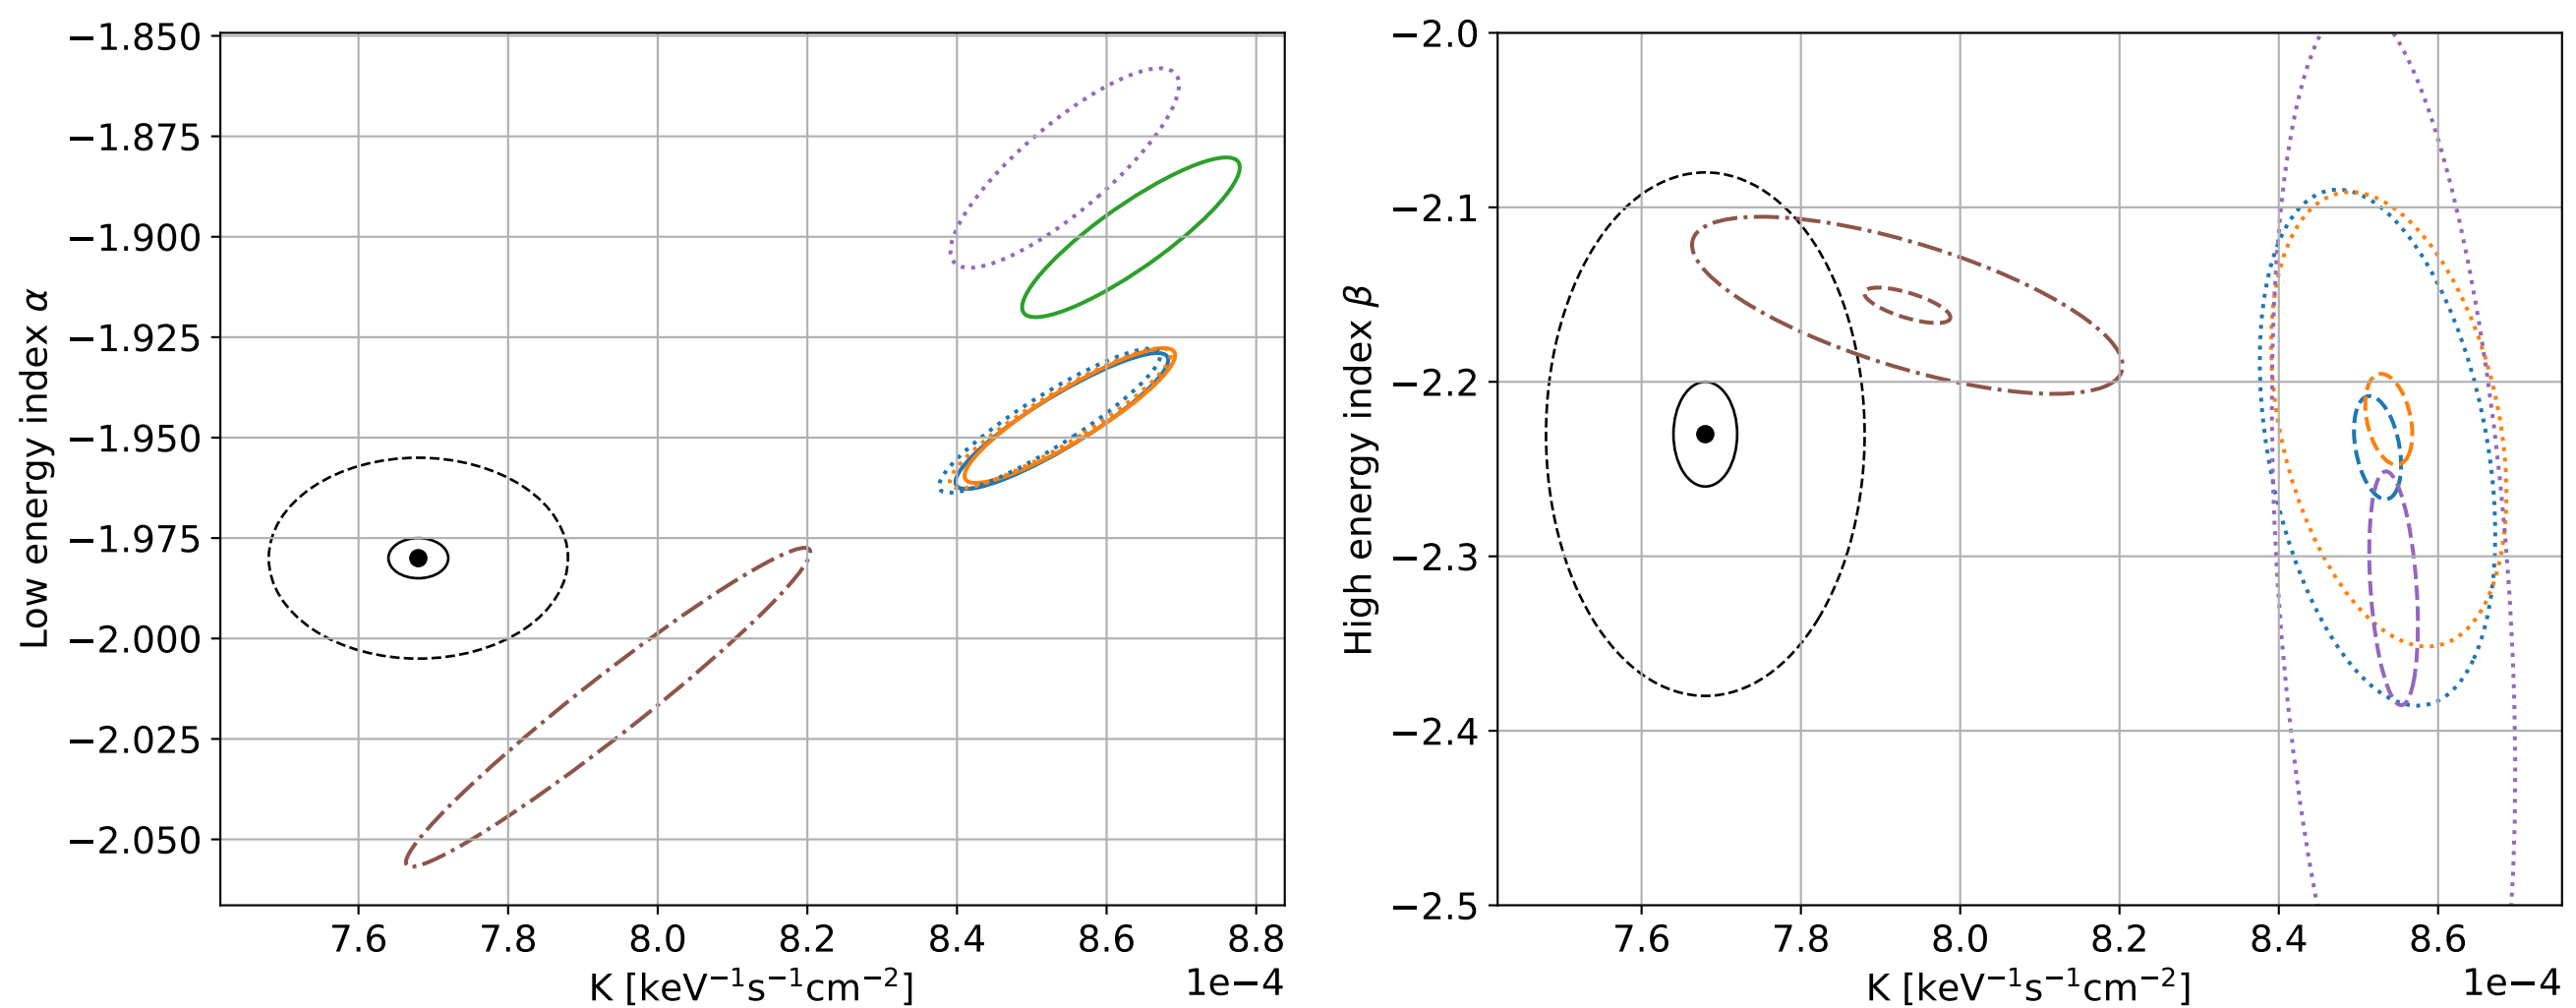 −1.850
−1.875
−1.900
−1.925
−1.950
−1.975
−2.000
−2.025
−2.050
Low energy index α
7.6 7.8 8.0 8.2 8.4 8.6 8.8
K [keV⁻¹s⁻¹cm⁻²]
1e−4
−2.0
−2.1
−2.2
−2.3
−2.4
−2.5
High energy index β
7.6 7.8 8.0 8.2 8.4 8.6
K [keV⁻¹s⁻¹cm⁻²]
1e−4